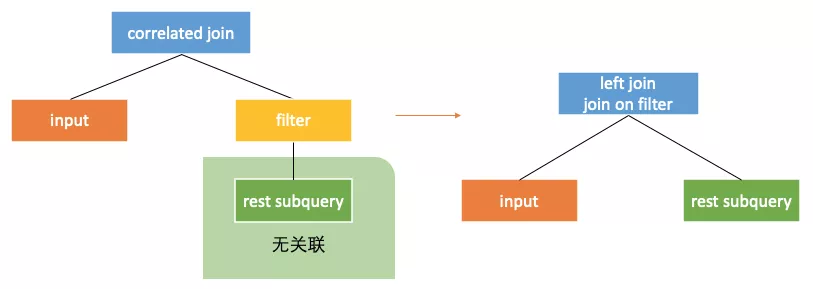 correlated join
input
filter
rest subquery
无关联
left join
join on filter
input
rest subquery